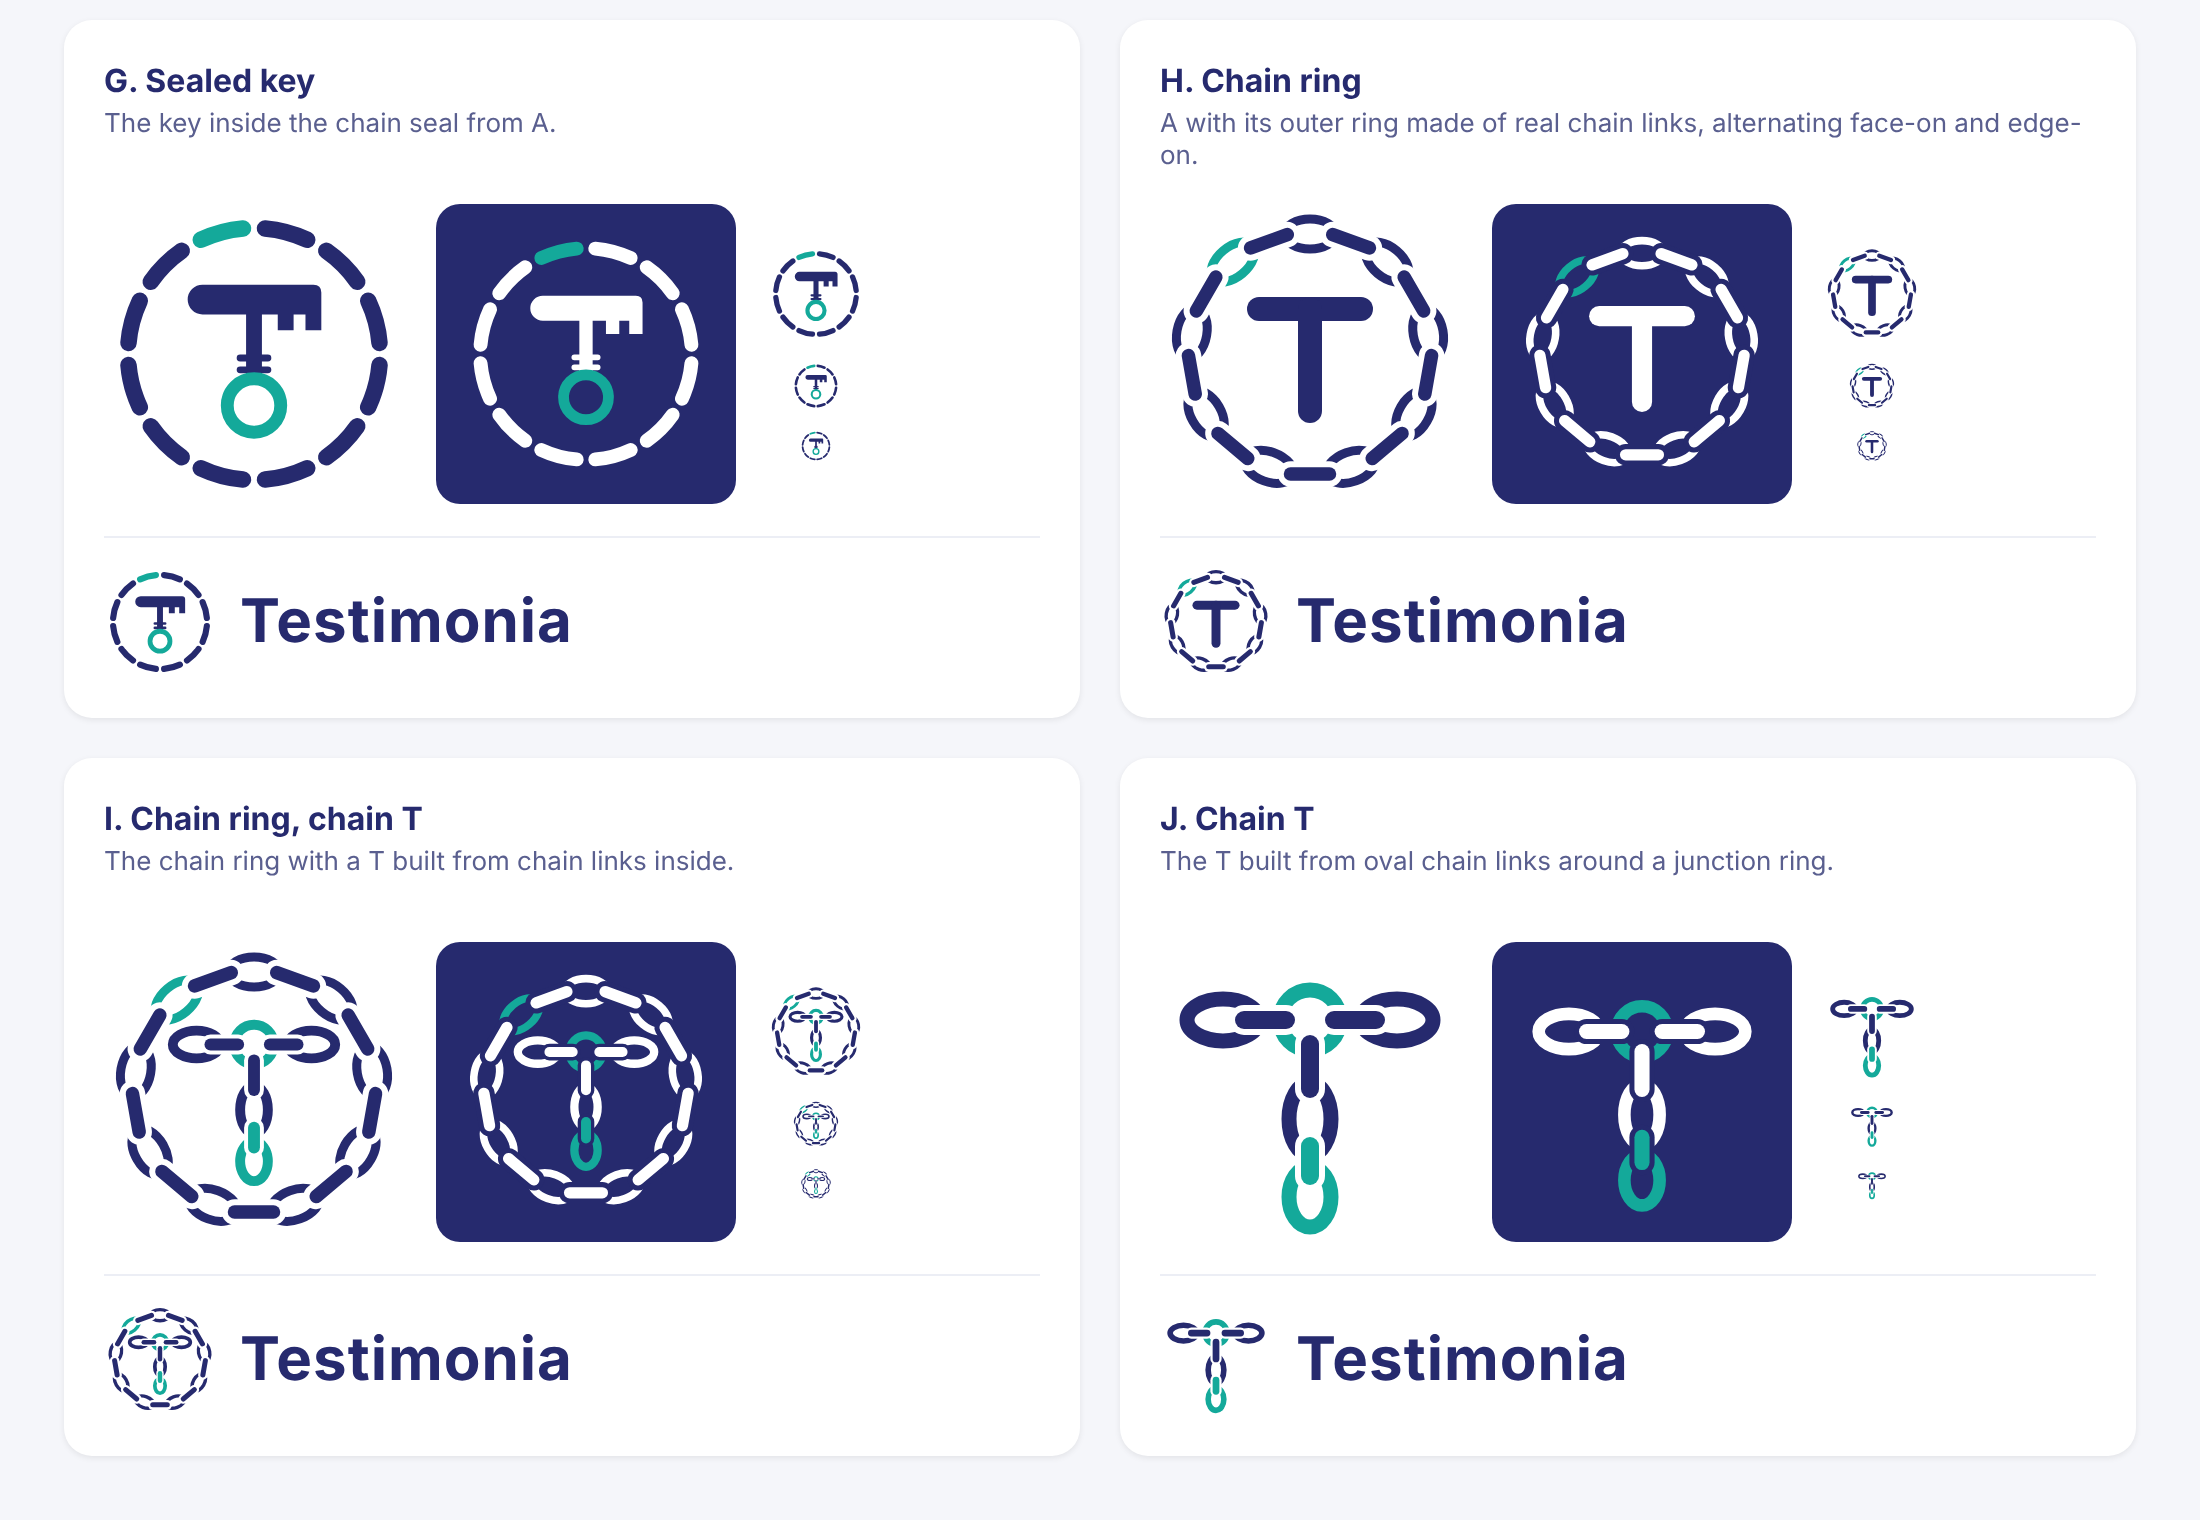 G. Sealed key
The key inside the chain seal from A.
Testimonia
H. Chain ring
A with its outer ring made of real chain links, alternating face-on and edge-
on.
T
T
T
T
T
T
Testimonia
I. Chain ring, chain T
The chain ring with a T built from chain links inside.
Testimonia
J. Chain T
The T built from oval chain links around a junction ring.
Testimonia